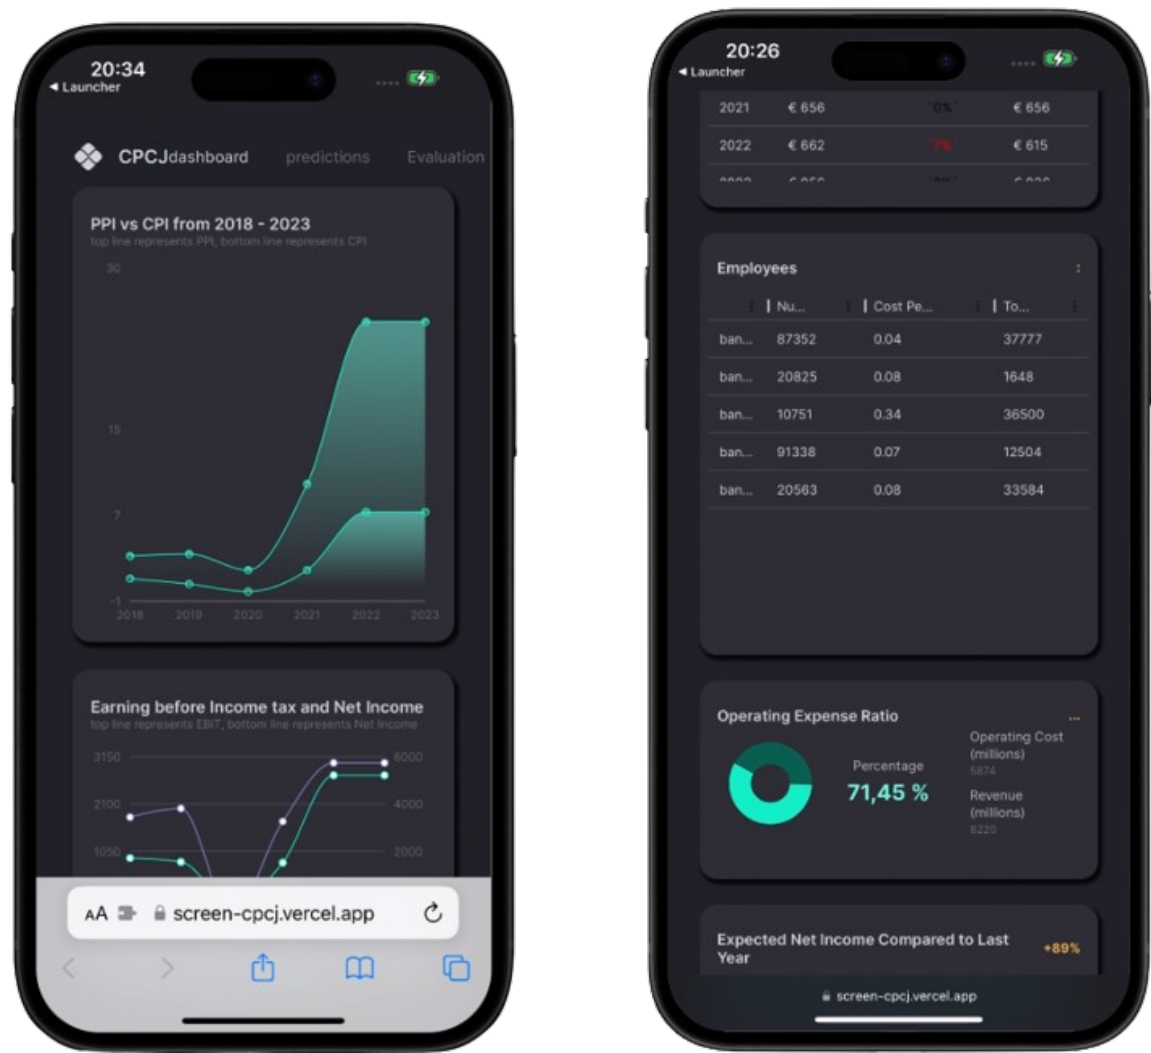 20:34
◀ Launcher
CPCJdashboard predictions Evaluation
PPI vs CPI from 2018 - 2023
top line represents PPI, bottom line represents CPI
30
15
7
-1
2018 2019 2020 2021 2022 2023
Earning before Income tax and Net Income
top line represents EBIT, bottom line represents Net Income
3150 6000
2100 4000
1050 2000
AA screen-cpcj.vercel.app
20:26
◀ Launcher
2021 € 656 `0%` € 656
2022 € 662 `7%` € 615
Employees
Nu... Cost Pe... To...
ban... 87352 0.04 37777
ban... 20825 0.08 1648
ban... 10751 0.34 36500
ban... 91338 0.07 12504
ban... 20563 0.08 33584
Operating Expense Ratio ...
Percentage
71,45 %
Operating Cost
(millions)
5874
Revenue
(millions)
8220
Expected Net Income Compared to Last
Year
+89%
screen-cpcj.vercel.app